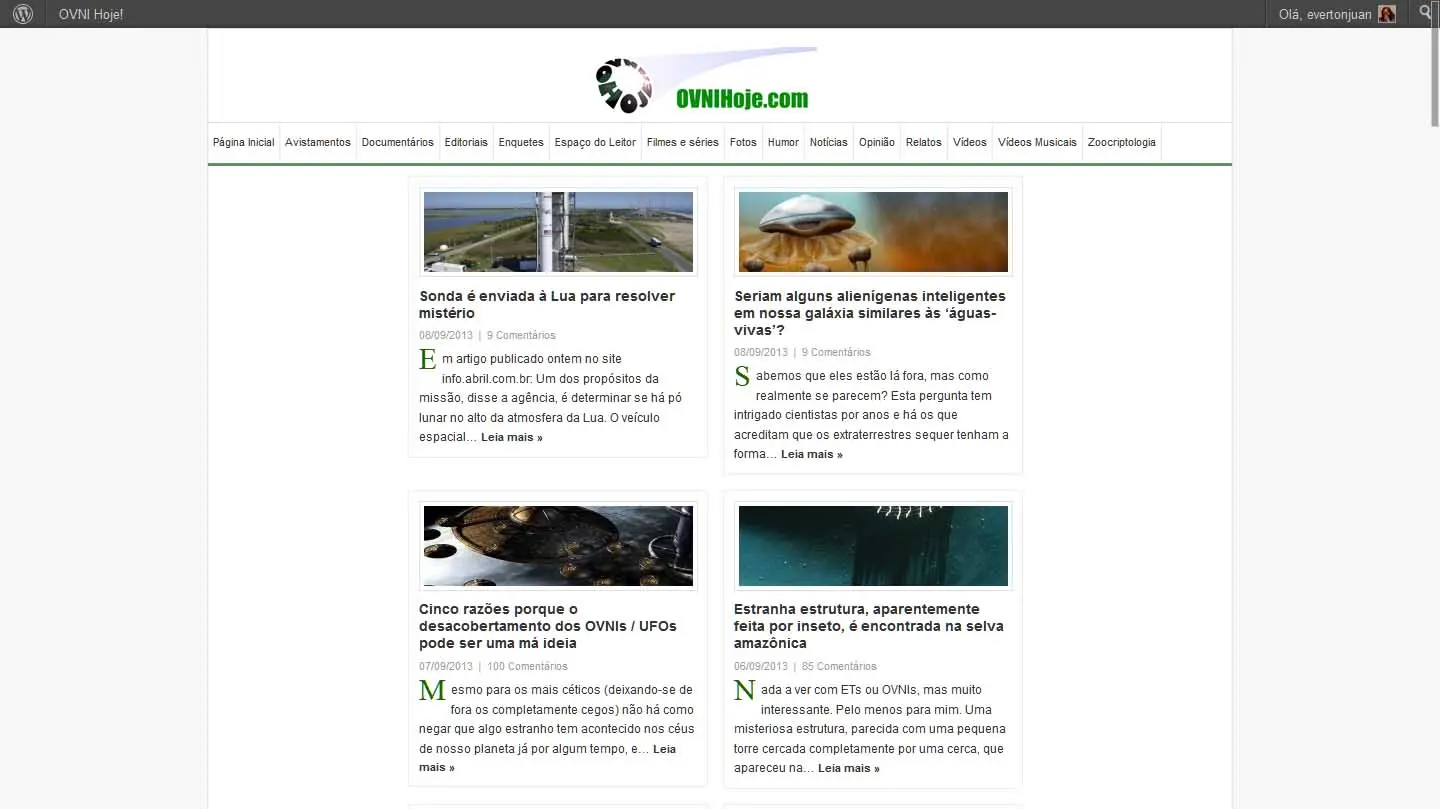 OVNI Hoje!
Olá, evertonjuan
OVNI HOJE
OVNIHoje.com
Página Inicial Avistamentos Documentários Editoriais Enquetes Espaço do Leitor Filmes e séries Fotos Humor Notícias Opinião Relatos Vídeos Vídeos Musicais Zoocriptologia
Sonda é enviada à Lua para resolver
mistério
08/09/2013 | 9 Comentários
Em artigo publicado ontem no site
info.abril.com.br: Um dos propósitos da
missão, disse a agência, é determinar se há pó
lunar no alto da atmosfera da Lua. O veículo
espacial… Leia mais »
Seriam alguns alienígenas inteligentes
em nossa galáxia similares às ‘águas-
vivas’?
08/09/2013 | 9 Comentários
Sabemos que eles estão lá fora, mas como
realmente se parecem? Esta pergunta tem
intrigado cientistas por anos e há os que
acreditam que os extraterrestres sequer tenham a
forma… Leia mais »
Cinco razões porque o
desacobertamento dos OVNIs / UFOs
pode ser uma má ideia
07/09/2013 | 100 Comentários
Mesmo para os mais céticos (deixando-se de
fora os completamente cegos) não há como
negar que algo estranho tem acontecido nos céus
de nosso planeta já por algum tempo, e… Leia
mais »
Estranha estrutura, aparentemente
feita por inseto, é encontrada na selva
amazônica
06/09/2013 | 85 Comentários
Nada a ver com ETs ou OVNIs, mas muito
interessante. Pelo menos para mim. Uma
misteriosa estrutura, parecida com uma pequena
torre cercada completamente por uma cerca, que
apareceu na… Leia mais »